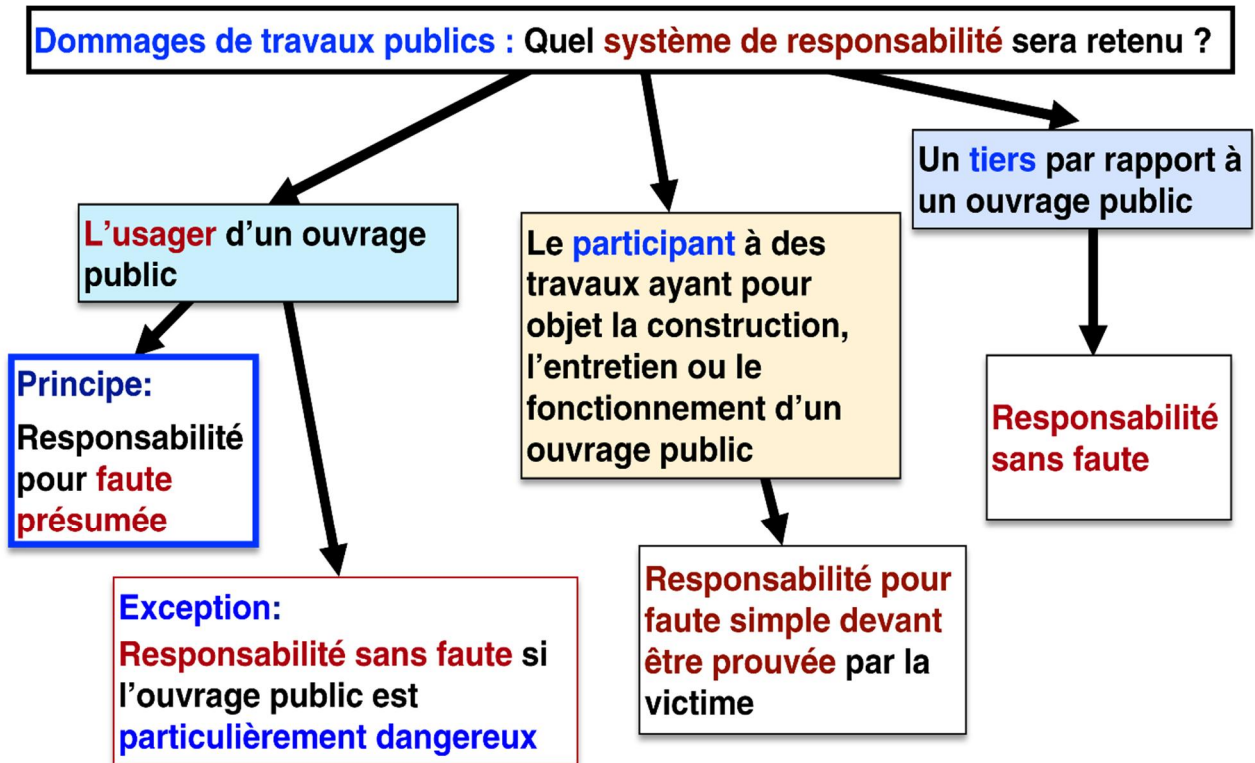 Dommages de travaux publics : Quel système de responsabilité sera retenu ?
L'usager d'un ouvrage
public
Principe:
Responsabilité
pour faute
présumée
Exception:
Responsabilité sans faute si
l'ouvrage public est
particulièrement dangereux
Le participant à des
travaux ayant pour
objet la construction,
l'entretien ou le
fonctionnement d'un
ouvrage public
Responsabilité pour
faute simple devant
être prouvée par la
victime
Un tiers par rapport à
un ouvrage public
Responsabilité
sans faute